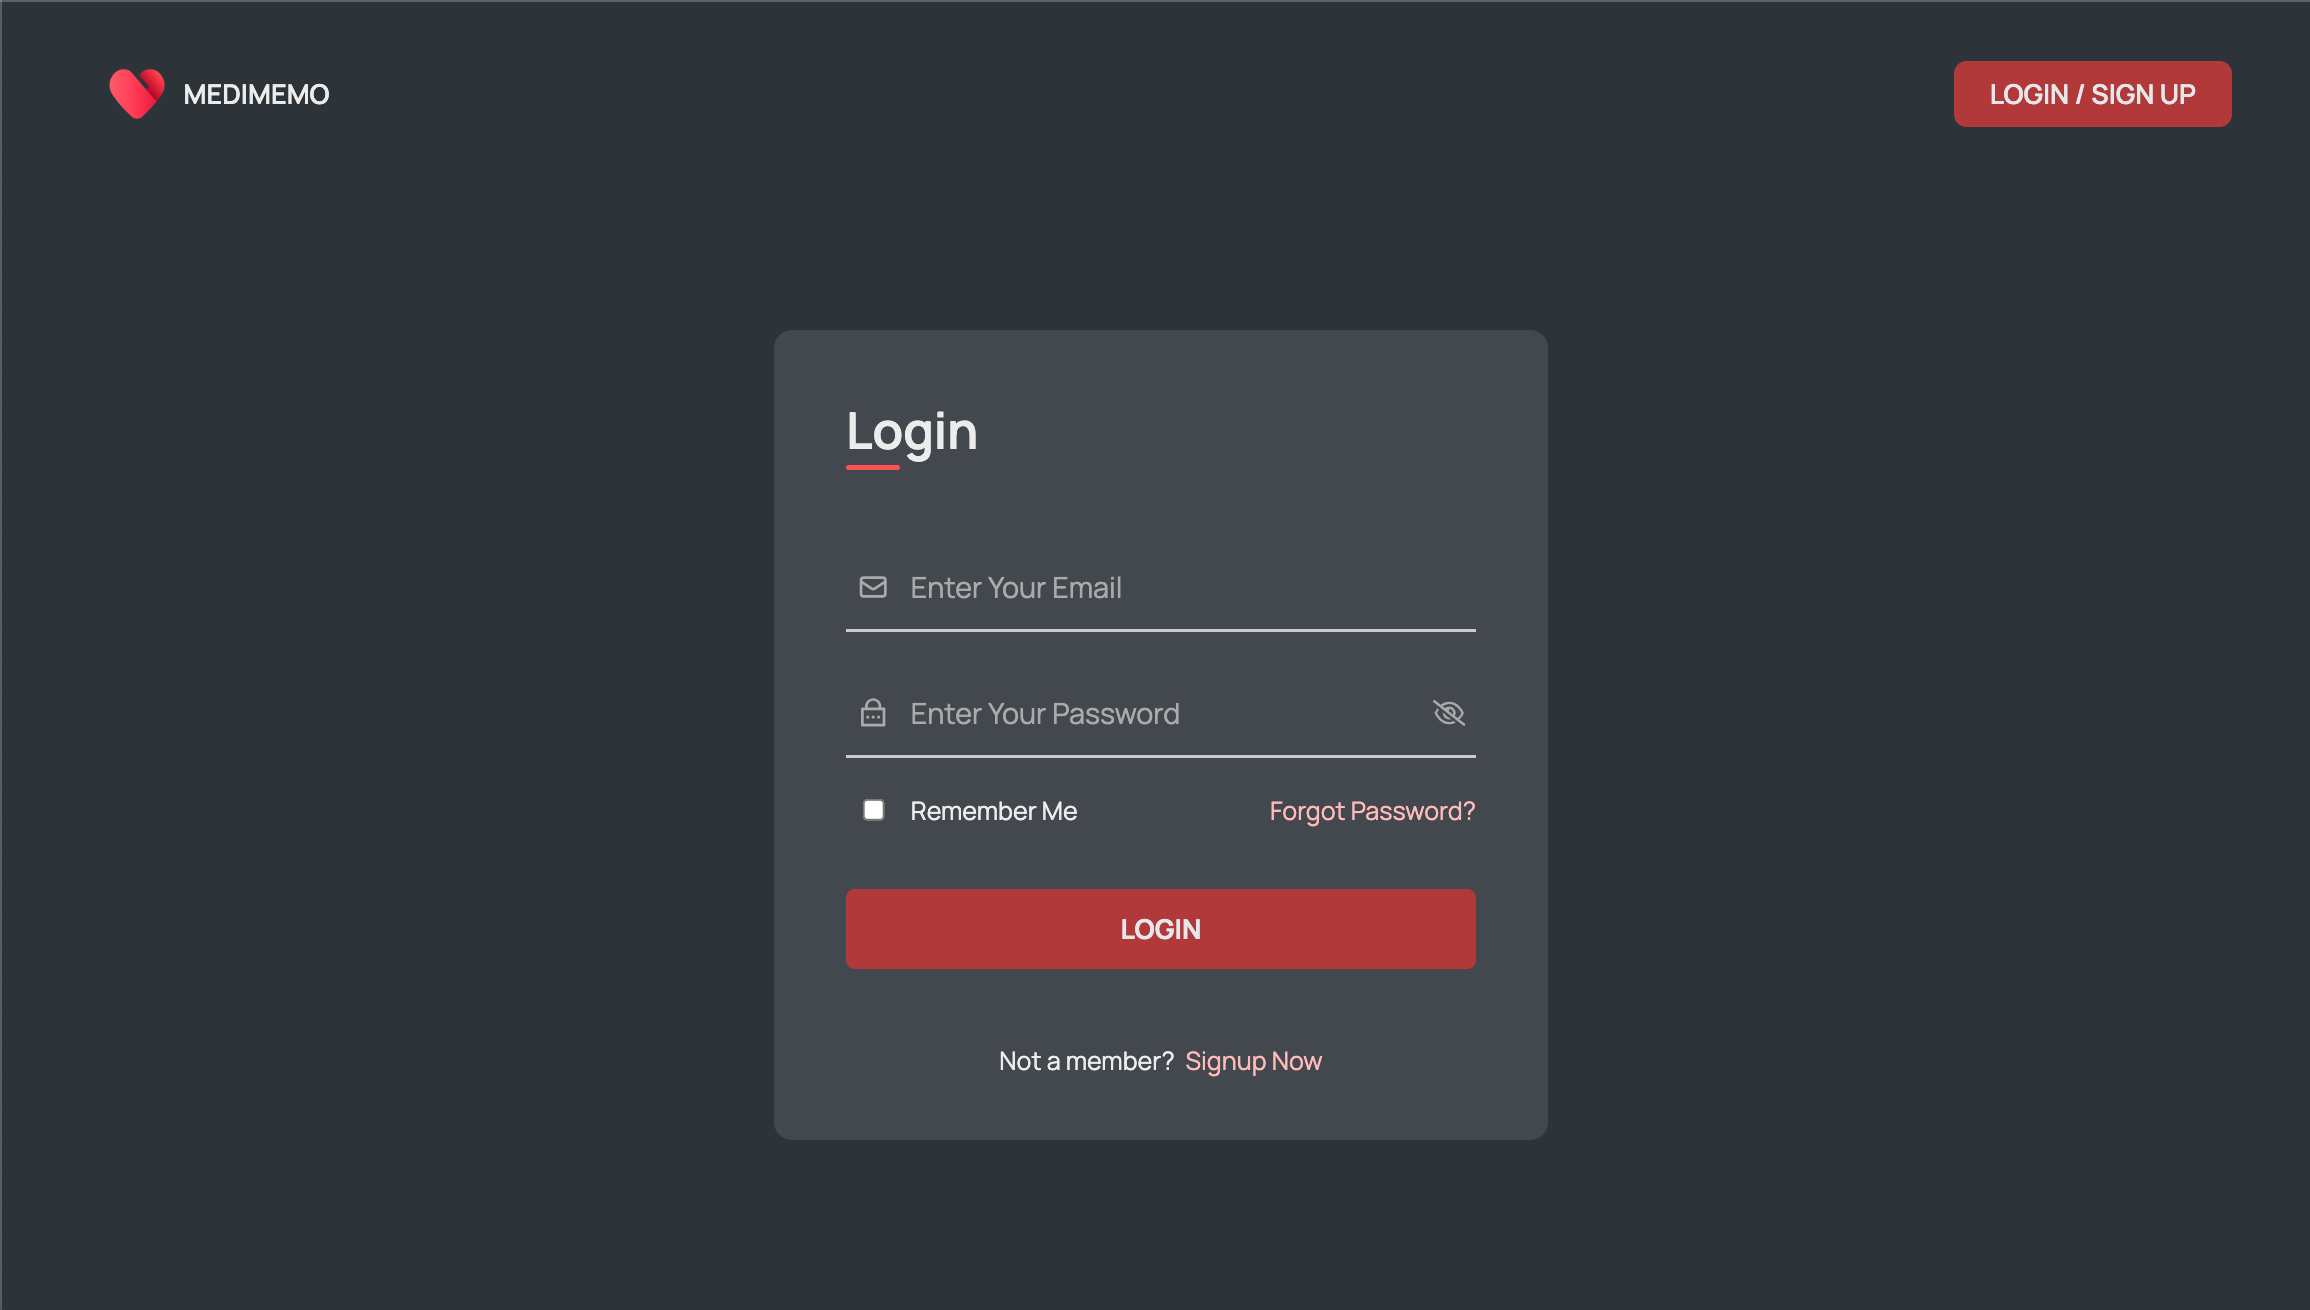 MEDIMEMO
LOGIN / SIGN UP
Login
Enter Your Email
Enter Your Password
Remember Me
Forgot Password?
LOGIN
Not a member? Signup Now